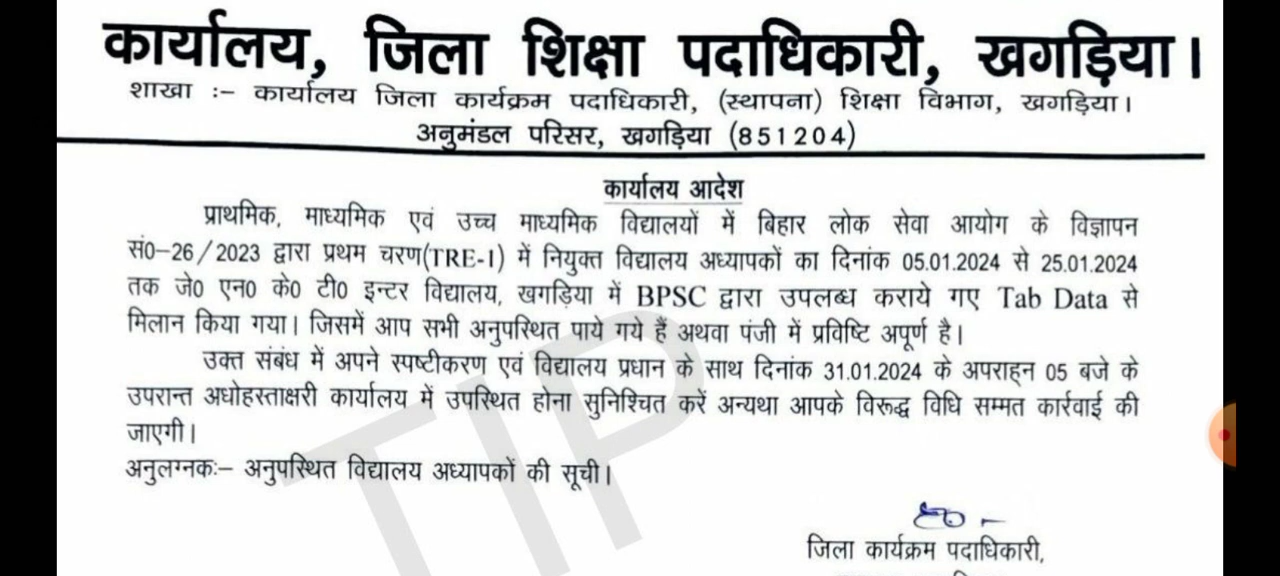 कार्यालय, जिला शिक्षा पदाधिकारी, खगड़िया।
शाखा :– कार्यालय जिला कार्यक्रम पदाधिकारी, (स्थापना) शिक्षा विभाग, खगड़िया।
अनुमंडल परिसर, खगड़िया (851204)
कार्यालय आदेश
प्राथमिक, माध्यमिक एवं उच्च माध्यमिक विद्यालयों में बिहार लोक सेवा आयोग के विज्ञापन
सं0-26/2023 द्वारा प्रथम चरण(TRE-1) में नियुक्त विद्यालय अध्यापकों का दिनांक 05.01.2024 से 25.01.2024
तक जे0 एन0 के0 टी0 इन्टर विद्यालय, खगड़िया में BPSC द्वारा उपलब्ध कराये गए Tab Data से
मिलान किया गया। जिसमें आप सभी अनुपस्थित पाये गये हैं अथवा पंजी में प्रविष्टि अपूर्ण है।
उक्त संबंध में अपने स्पष्टीकरण एवं विद्यालय प्रधान के साथ दिनांक 31.01.2024 के अपराह्न 05 बजे के
उपरान्त अधोहस्ताक्षरी कार्यालय में उपस्थित होना सुनिश्चित करें अन्यथा आपके विरूद्ध विधि सम्मत कार्रवाई की
जाएगी।
अनुलग्नकः– अनुपस्थित विद्यालय अध्यापकों की सूची।
TIP
जिला कार्यक्रम पदाधिकारी,